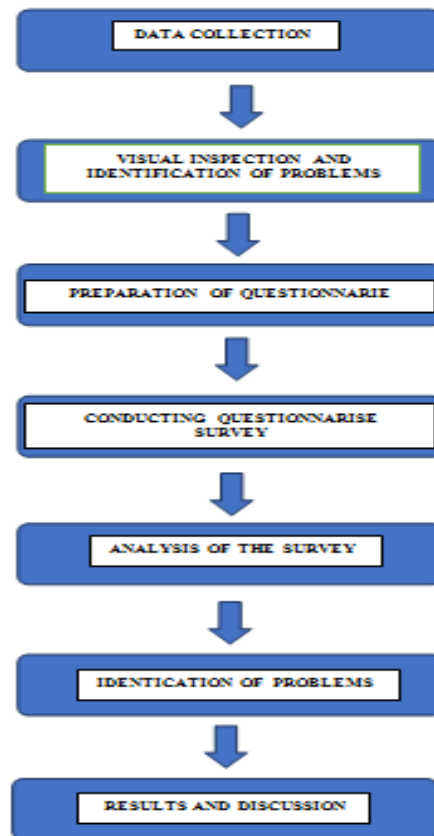 DATA COLLECTION
VISUAL INSPECTION AND
IDENTIFICATION OF PROBLEMS
PREPARATION OF QUESTIONNARIE
CONDUCTING QUESTIONNARISE
SURVEY
ANALYSIS OF THE SURVEY
IDENTICATION OF PROBLEMS
RESULTS AND DISCUSSION